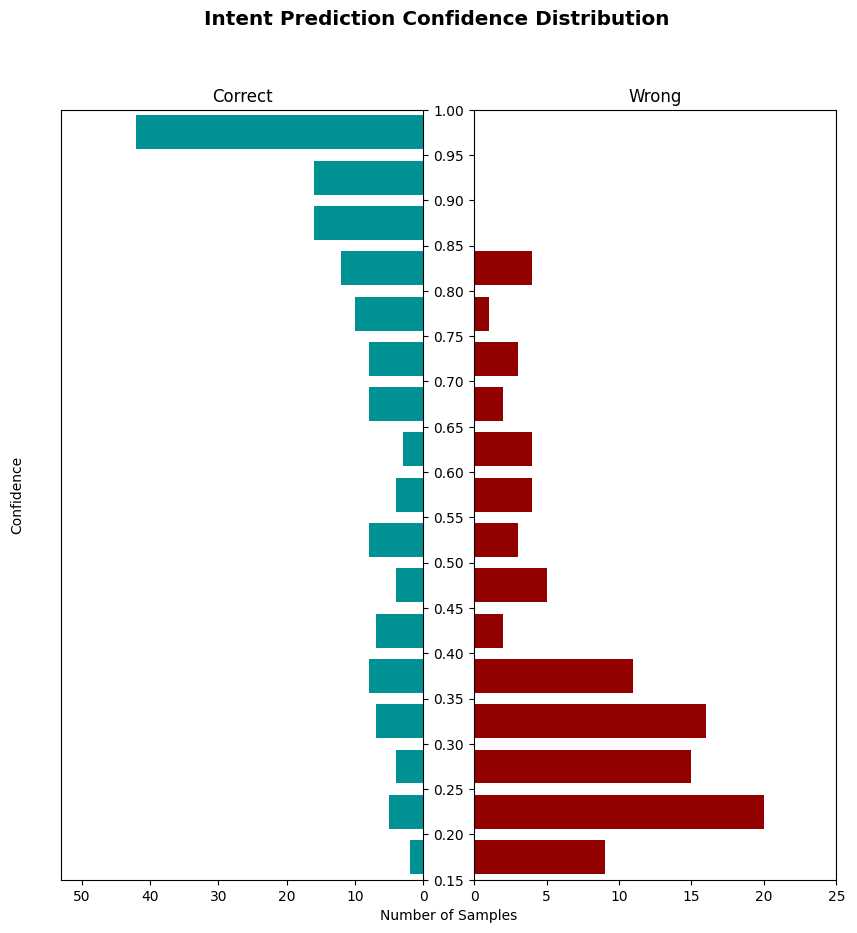 Intent Prediction Confidence Distribution
Correct
Wrong
1.00
0.95
0.90
0.85
0.80
0.75
0.70
0.65
0.60
0.55
0.50
0.45
0.40
0.35
0.30
0.25
0.20
0.15
Confidence
50 40 30 20 10 0
0 5 10 15 20 25
Number of Samples